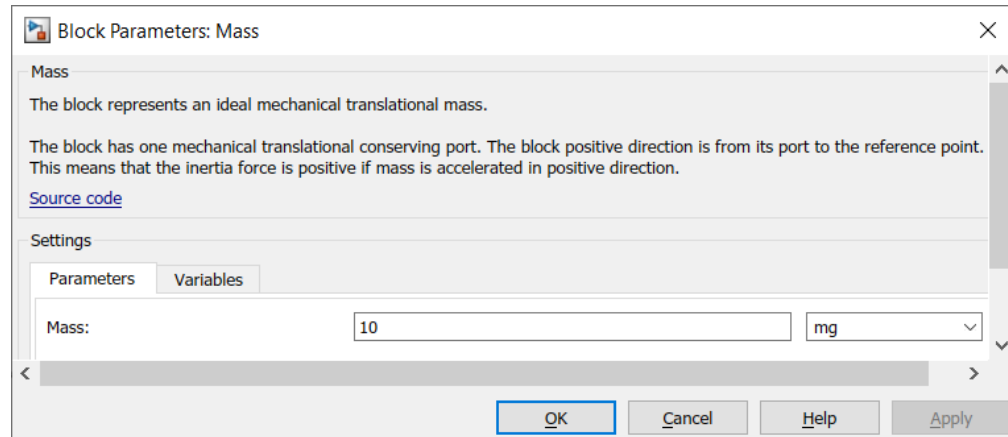 Block Parameters: Mass
Mass
The block represents an ideal mechanical translational mass.
The block has one mechanical translational conserving port. The block positive direction is from its port to the reference point.
This means that the inertia force is positive if mass is accelerated in positive direction.
Source code
Settings
Parameters Variables
Mass: 10 mg
OK Cancel Help Apply